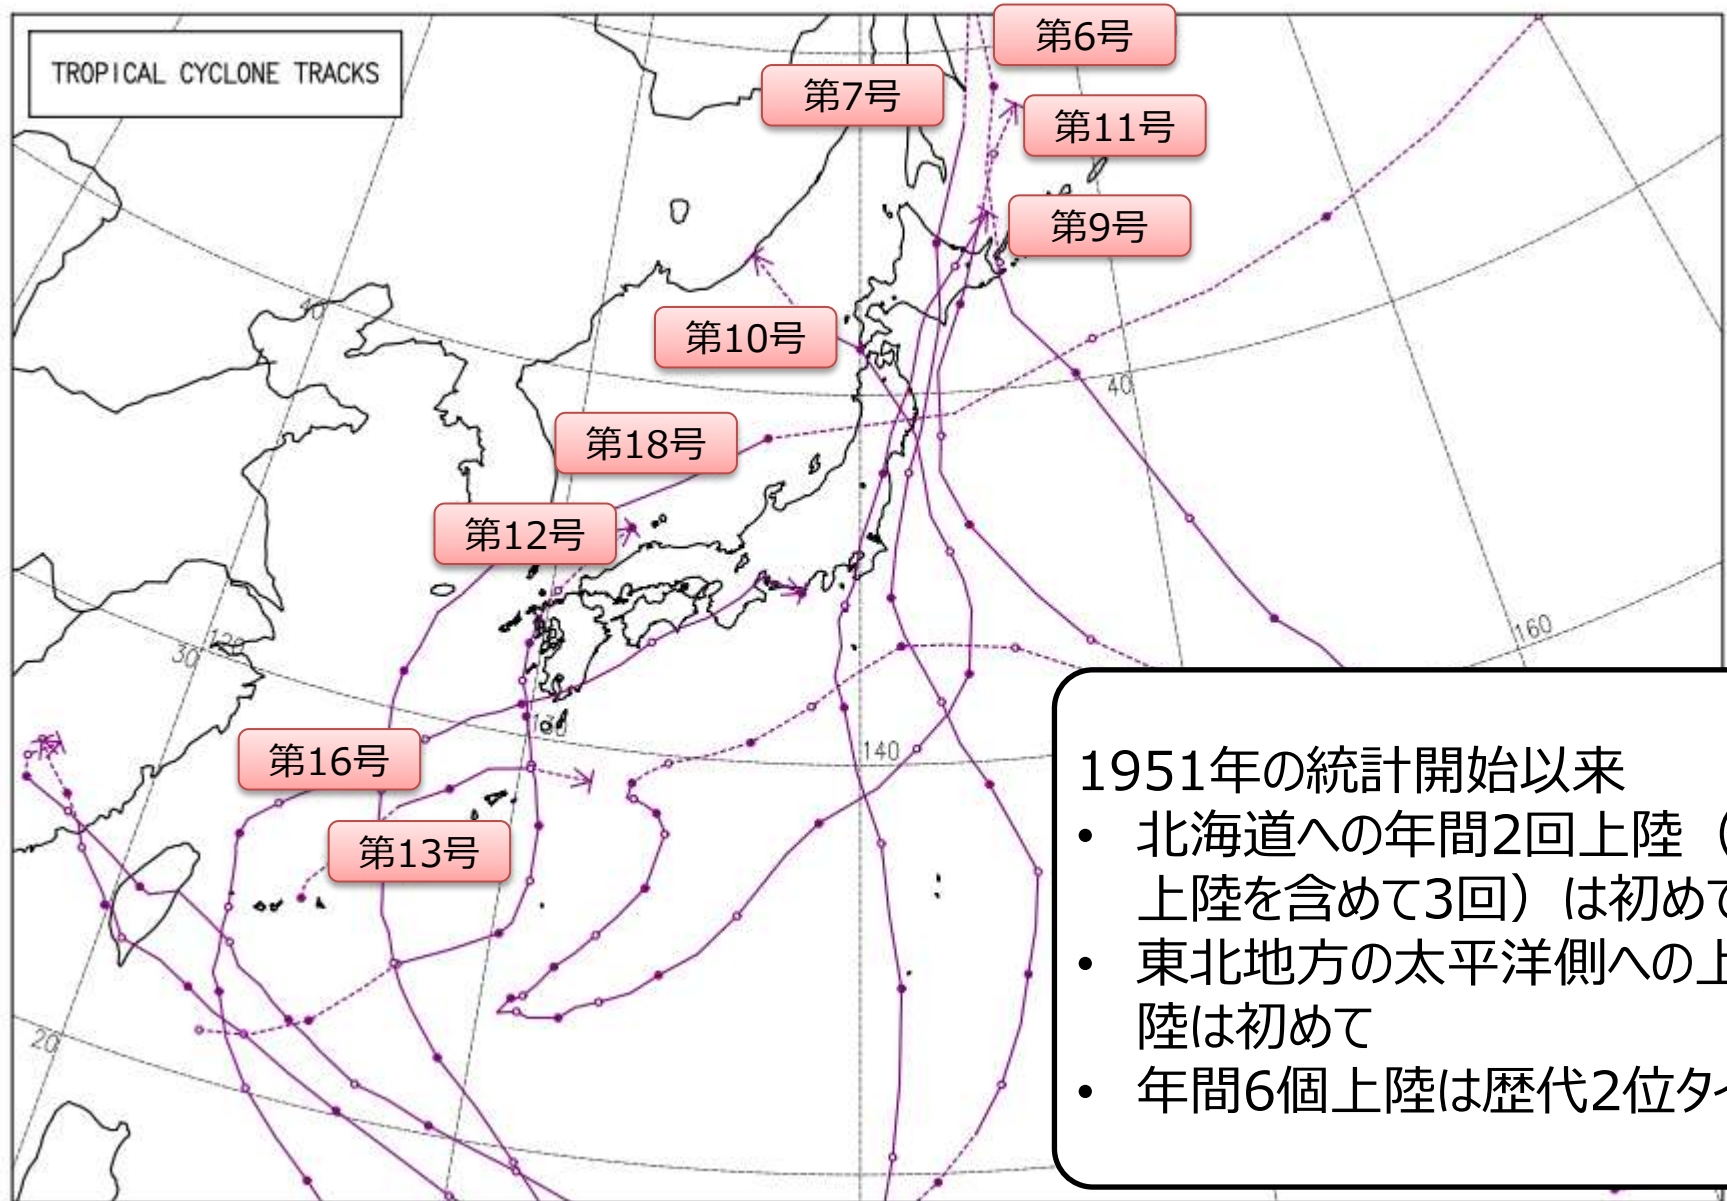 TROPICAL CYCLONE TRACKS
第6号
第7号
第11号
第9号
第10号
40
40
第18号
第12号
160
120
30
130
140
第16号
第13号
20
1951年の統計開始以来
• 北海道への年間2回上陸（
上陸を含めて3回）は初めて
• 東北地方の太平洋側への上
陸は初めて
• 年間6個上陸は歴代2位タイ